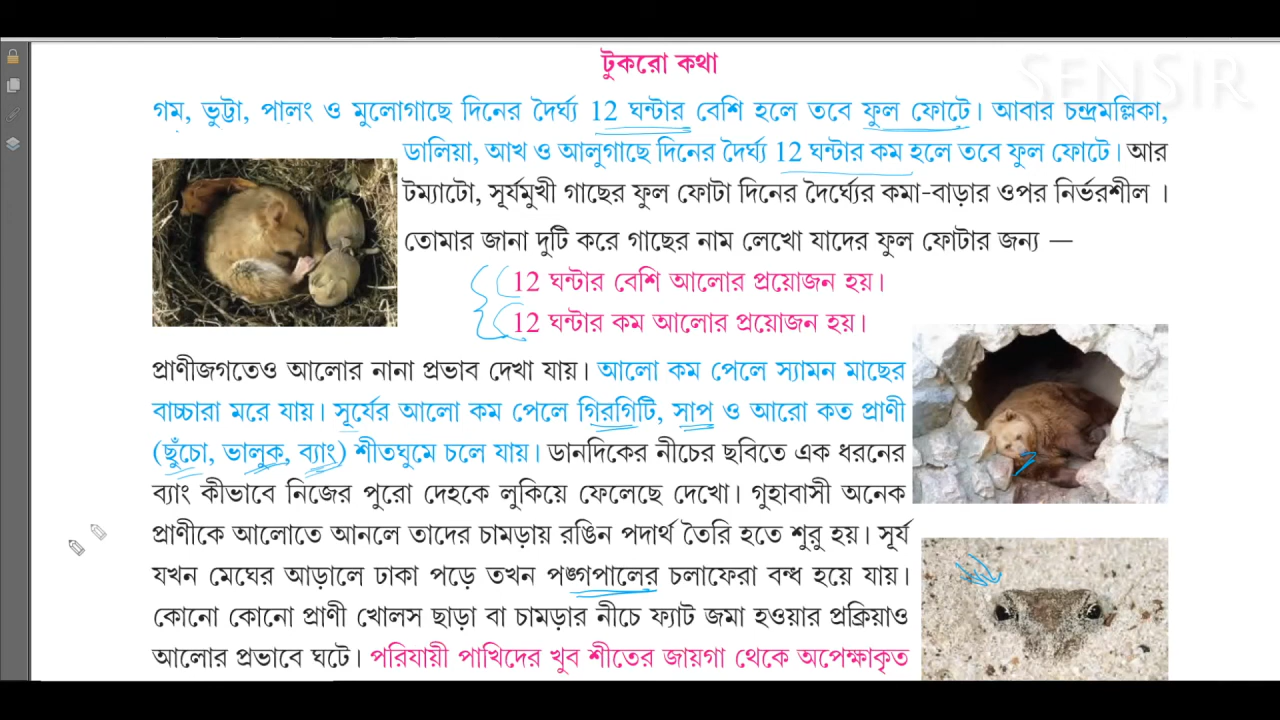 SENSIR
টুকরো কথা
গম, ভুট্টা, পালং ও মুলোগাছে দিনের দৈর্ঘ্য 12 ঘন্টার বেশি হলে তবে ফুল ফোটে। আবার চন্দ্রমল্লিকা,
ডালিয়া, আখ ও আলুগাছে দিনের দৈর্ঘ্য 12 ঘন্টার কম হলে তবে ফুল ফোটে। আর
টম্যাটো, সূর্যমুখী গাছের ফুল ফোটা দিনের দৈর্ঘ্যের কমা-বাড়ার ওপর নির্ভরশীল।
তোমার জানা দুটি করে গাছের নাম লেখো যাদের ফুল ফোটার জন্য —
12 ঘন্টার বেশি আলোর প্রয়োজন হয়।
12 ঘন্টার কম আলোর প্রয়োজন হয়।
প্রাণীজগতেও আলোর নানা প্রভাব দেখা যায়। আলো কম পেলে স্যামন মাছের
বাচ্চারা মরে যায়। সূর্যের আলো কম পেলে গিরগিটি, সাপ ও আরো কত প্রাণী
(ছুঁচো, ভালুক, ব্যাং) শীতঘুমে চলে যায়। ডানদিকের নীচের ছবিতে এক ধরনের
ব্যাং কীভাবে নিজের পুরো দেহকে লুকিয়ে ফেলেছে দেখো। গুহাবাসী অনেক
প্রাণীকে আলোতে আনলে তাদের চামড়ায় রঙিন পদার্থ তৈরি হতে শুরু হয়। সূর্য
যখন মেঘের আড়ালে ঢাকা পড়ে তখন পঙ্গপালের চলাফেরা বন্ধ হয়ে যায়।
কোনো কোনো প্রাণী খোলস ছাড়া বা চামড়ার নীচে ফ্যাট জমা হওয়ার প্রক্রিয়াও
আলোর প্রভাবে ঘটে। পরিযায়ী পাখিদের খুব শীতের জায়গা থেকে অপেক্ষাকৃত